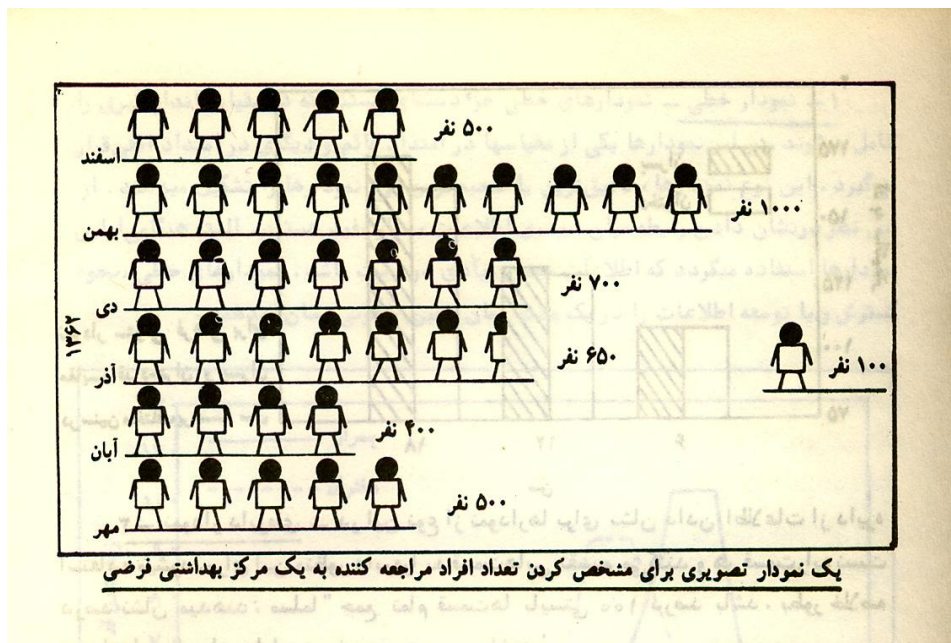 ۵۰۰ نفر
اسفند
۱۰۰۰ نفر
بهمن
۷۰۰ نفر
دی
۱۳۶۲
۶۵۰ نفر
آذر
۱۰۰ نفر
۴۰۰ نفر
آبان
۵۰۰ نفر
مهر
یک نمودار تصویری برای مشخص کردن تعداد افراد مراجعه کننده به یک مرکز بهداشتی فرضی